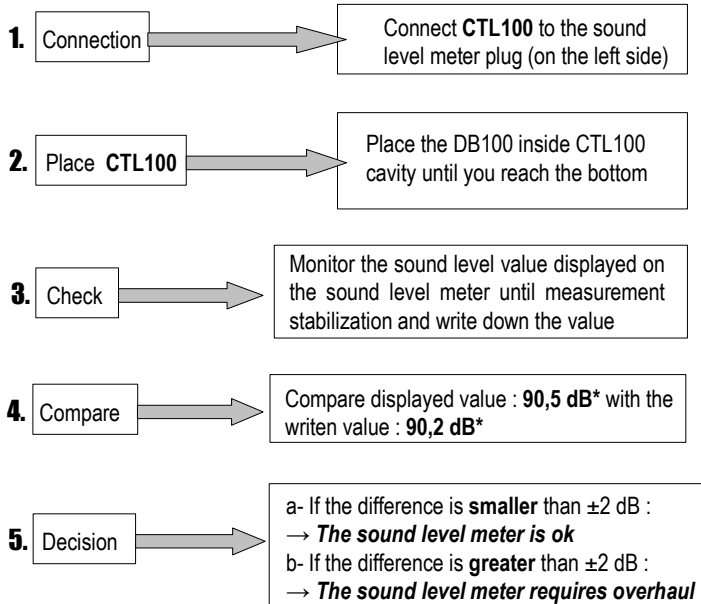 1. Connection
Connect CTL100 to the sound
level meter plug (on the left side)
2. Place CTL100
Place the DB100 inside CTL100
cavity until you reach the bottom
3. Check
Monitor the sound level value displayed on
the sound level meter until measurement
stabilization and write down the value
4. Compare
Compare displayed value : 90,5 dB* with the
writen value : 90,2 dB*
5. Decision
a- If the difference is smaller than ±2 dB :
→ The sound level meter is ok
b- If the difference is greater than ±2 dB :
→ The sound level meter requires overhaul